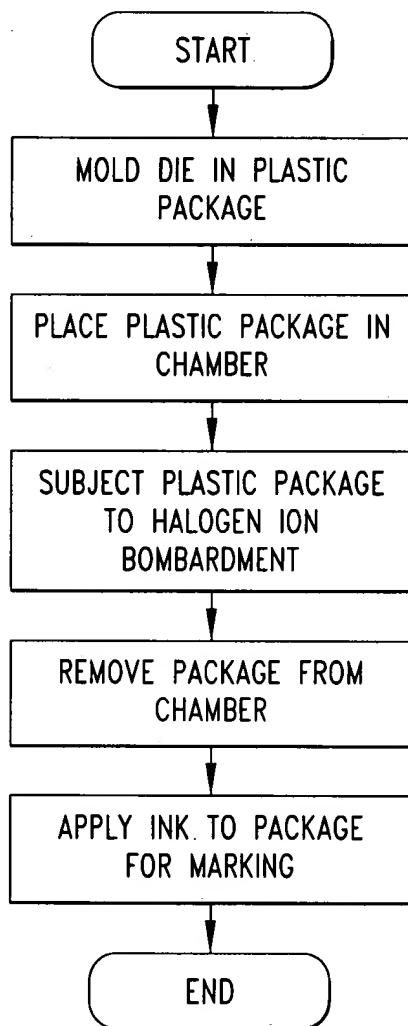 START
MOLD DIE IN PLASTIC
PACKAGE
PLACE PLASTIC PACKAGE IN
CHAMBER
SUBJECT PLASTIC PACKAGE
TO HALOGEN ION
BOMBARDMENT
REMOVE PACKAGE FROM
CHAMBER
APPLY INK TO PACKAGE
FOR MARKING
END